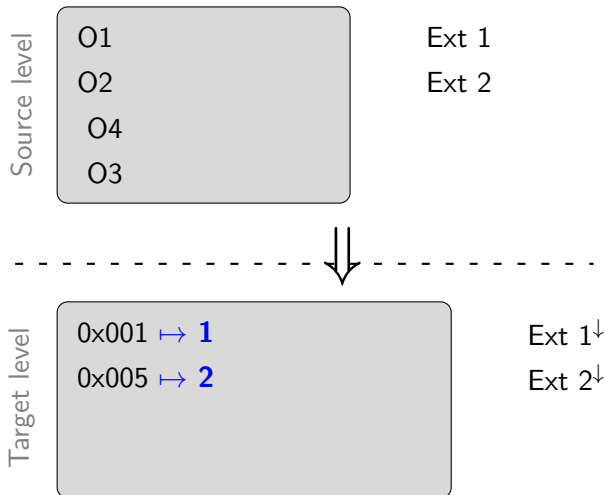 Source level
O1
Ext 1
O2
Ext 2
O4
O3
Target level
0x001 ↦ 1
Ext 1↓
0x005 ↦ 2
Ext 2↓